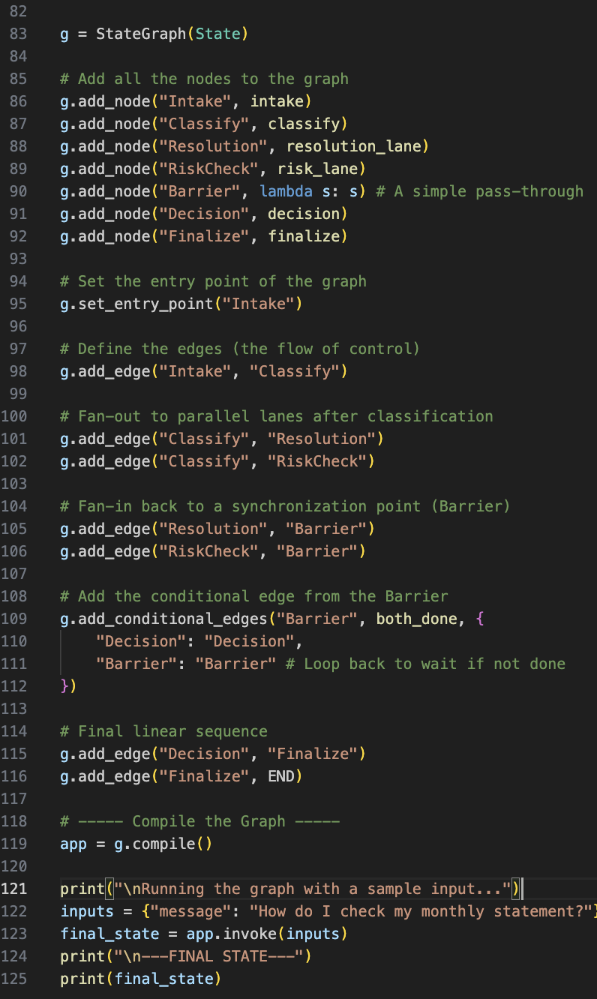 82
83 g = StateGraph(State)
84
85 # Add all the nodes to the graph
86 g.add_node("Intake", intake)
87 g.add_node("Classify", classify)
88 g.add_node("Resolution", resolution_lane)
89 g.add_node("RiskCheck", risk_lane)
90 g.add_node("Barrier", lambda s: s) # A simple pass-through
91 g.add_node("Decision", decision)
92 g.add_node("Finalize", finalize)
93
94 # Set the entry point of the graph
95 g.set_entry_point("Intake")
96
97 # Define the edges (the flow of control)
98 g.add_edge("Intake", "Classify")
99
100 # Fan-out to parallel lanes after classification
101 g.add_edge("Classify", "Resolution")
102 g.add_edge("Classify", "RiskCheck")
103
104 # Fan-in back to a synchronization point (Barrier)
105 g.add_edge("Resolution", "Barrier")
106 g.add_edge("RiskCheck", "Barrier")
107
108 # Add the conditional edge from the Barrier
109 g.add_conditional_edges("Barrier", both_done, {
110     "Decision": "Decision",
111     "Barrier": "Barrier" # Loop back to wait if not done
112 })
113
114 # Final linear sequence
115 g.add_edge("Decision", "Finalize")
116 g.add_edge("Finalize", END)
117
118 # ----- Compile the Graph -----
119 app = g.compile()
120
121 print("\nRunning the graph with a sample input...")
122 inputs = {"message": "How do I check my monthly statement?"}
123 final_state = app.invoke(inputs)
124 print("\n---FINAL STATE---")
125 print(final_state)